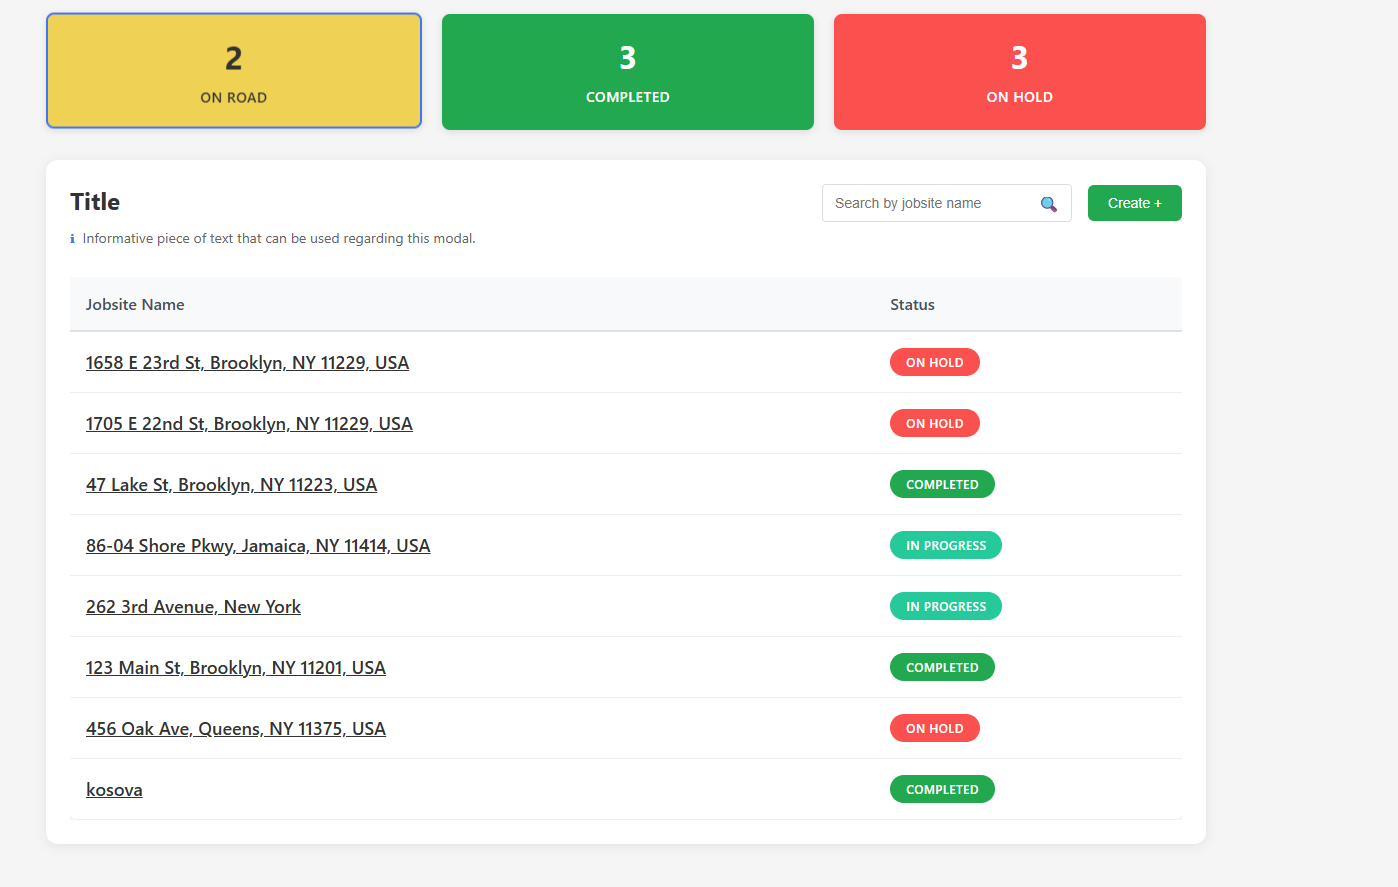 2
ON ROAD
3
COMPLETED
3
ON HOLD
Title
Search by jobsite name
Create +
i Informative piece of text that can be used regarding this modal.
Jobsite Name Status
1658 E 23rd St, Brooklyn, NY 11229, USA ON HOLD
1705 E 22nd St, Brooklyn, NY 11229, USA ON HOLD
47 Lake St, Brooklyn, NY 11223, USA COMPLETED
86-04 Shore Pkwy, Jamaica, NY 11414, USA IN PROGRESS
262 3rd Avenue, New York IN PROGRESS
123 Main St, Brooklyn, NY 11201, USA COMPLETED
456 Oak Ave, Queens, NY 11375, USA ON HOLD
kosova COMPLETED